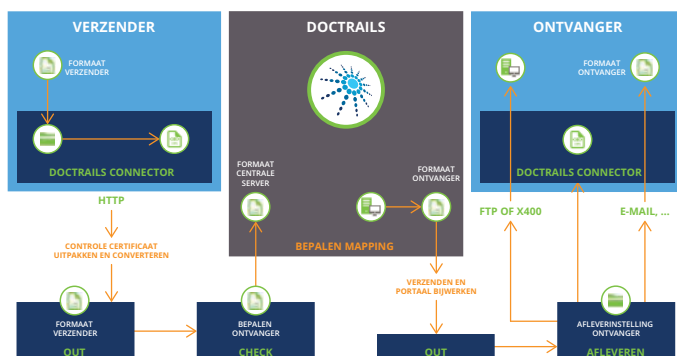 VERZENDER
FORMAAT
VERZENDER
DOCTRAILS CONNECTOR
HTTP
CONTROLE CERTIFICAAT
UITPAKKEN EN CONVERTEREN
FORMAAT
VERZENDER
OUT
DOCTRAILS
FORMAAT
CENTRALE
SERVER
FORMAAT
ONTVANGER
BEPALEN MAPPING
BEPALEN
ONTVANGER
CHECK
VERZENDEN EN
PORTAAL BIJWERKEN
OUT
ONTVANGER
FORMAAT
ONTVANGER
DOCTRAILS CONNECTOR
FTP OF X400
E-MAIL, ...
AFLEVERINSTELLING
ONTVANGER
AFLEVEREN